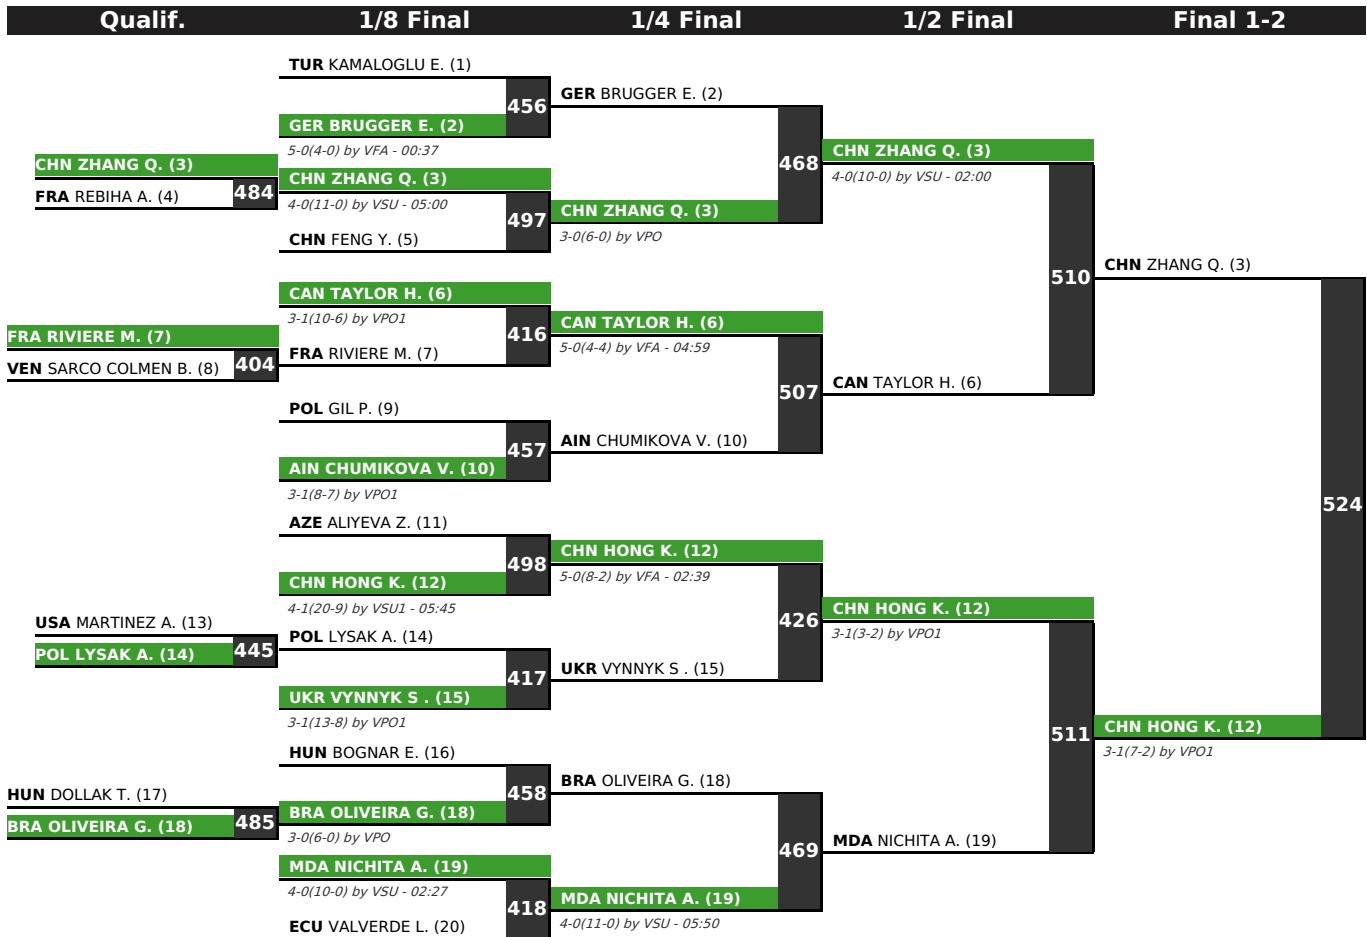 Qualif. 1/8 Final 1/4 Final 1/2 Final Final 1-2
CHN ZHANG Q. (3)
FRA REBIHA A. (4)
484
FRA RIVIERE M. (7)
VEN SARCO COLMEN B. (8)
404
USA MARTINEZ A. (13)
POL LYSAK A. (14)
445
HUN DOLLAK T. (17)
BRA OLIVEIRA G. (18)
485
TUR KAMALOGLU E. (1)
456
GER BRUGGER E. (2)
5-0(4-0) by VFA - 00:37
CHN ZHANG Q. (3)
4-0(11-0) by VSU - 05:00
497
CHN FENG Y. (5)
CAN TAYLOR H. (6)
3-1(10-6) by VPO1
416
FRA RIVIERE M. (7)
POL GIL P. (9)
457
AIN CHUMIKOVA V. (10)
3-1(8-7) by VPO1
AZE ALIYEVA Z. (11)
498
CHN HONG K. (12)
4-1(20-9) by VSU1 - 05:45
POL LYSAK A. (14)
417
UKR VYNNYK S . (15)
3-1(13-8) by VPO1
HUN BOGNAR E. (16)
458
BRA OLIVEIRA G. (18)
3-0(6-0) by VPO
MDA NICHITA A. (19)
4-0(10-0) by VSU - 02:27
418
ECU VALVERDE L. (20)
GER BRUGGER E. (2)
468
CHN ZHANG Q. (3)
3-0(6-0) by VPO
CAN TAYLOR H. (6)
5-0(4-4) by VFA - 04:59
507
AIN CHUMIKOVA V. (10)
CHN HONG K. (12)
5-0(8-2) by VFA - 02:39
426
UKR VYNNYK S . (15)
BRA OLIVEIRA G. (18)
469
MDA NICHITA A. (19)
4-0(11-0) by VSU - 05:50
CHN ZHANG Q. (3)
4-0(10-0) by VSU - 02:00
510
CAN TAYLOR H. (6)
CHN HONG K. (12)
3-1(3-2) by VPO1
511
MDA NICHITA A. (19)
CHN ZHANG Q. (3)
524
CHN HONG K. (12)
3-1(7-2) by VPO1